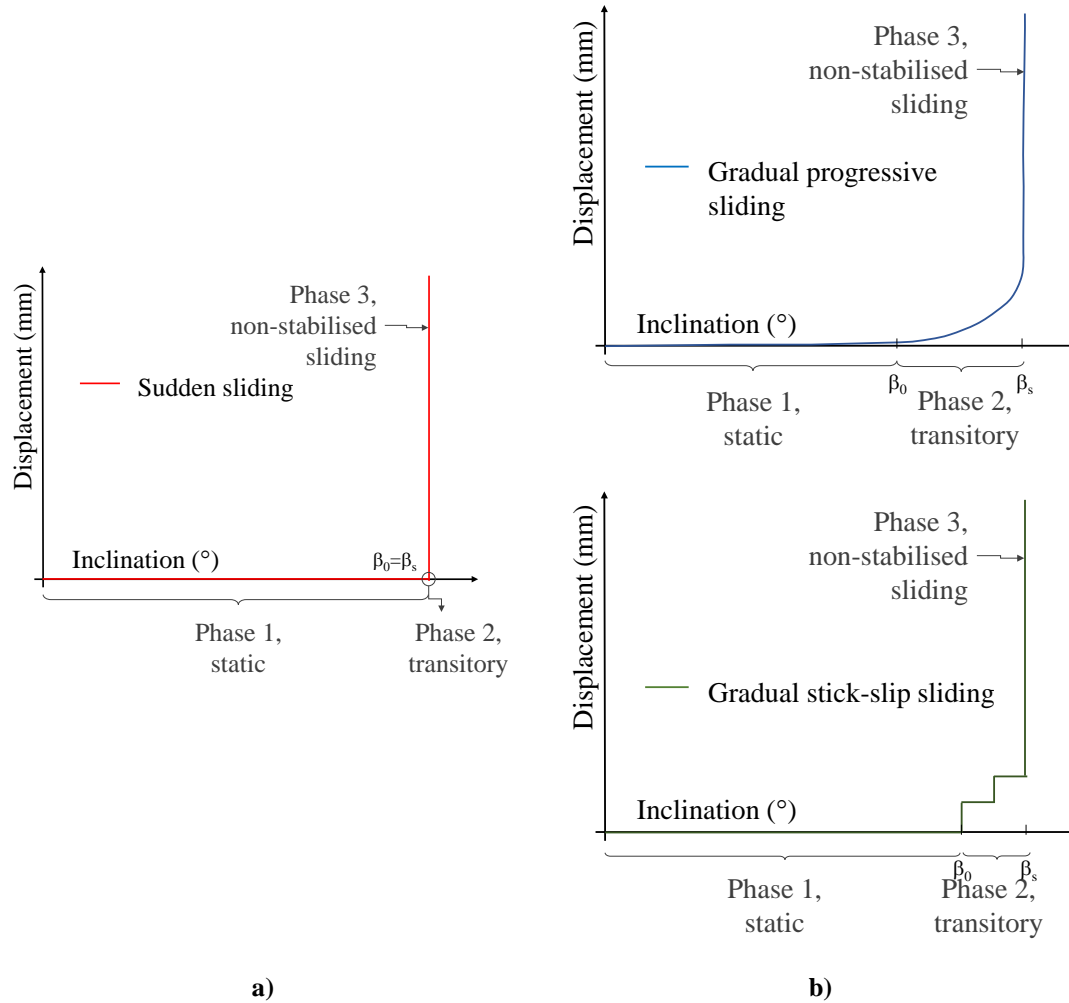 Displacement (mm)
Phase 3,
non-stabilised
sliding
Sudden sliding
Inclination (°)
β₀=βₛ
Phase 1,
static
Phase 2,
transitory
a)
Displacement (mm)
Phase 3,
non-stabilised
sliding
Gradual progressive
sliding
Inclination (°)
β₀
βₛ
Phase 1,
static
Phase 2,
transitory
Displacement (mm)
Phase 3,
non-stabilised
sliding
Gradual stick-slip sliding
Inclination (°)
β₀
βₛ
Phase 1,
static
Phase 2,
transitory
b)